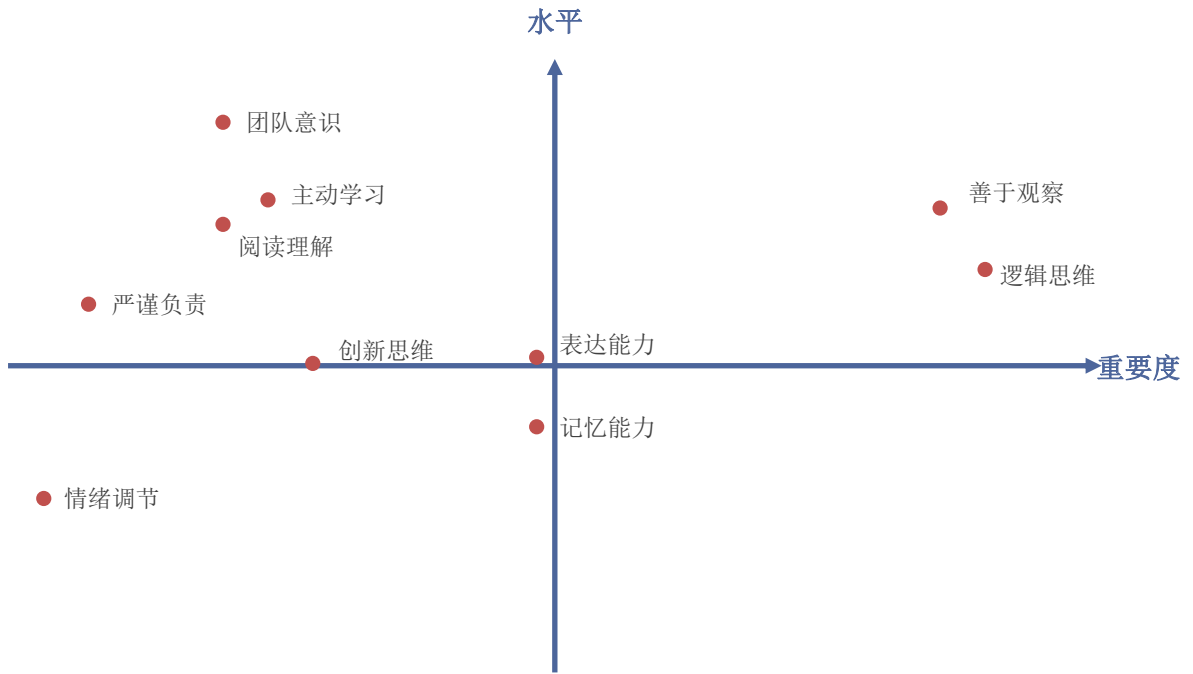 水平
团队意识
主动学习
善于观察
阅读理解
逻辑思维
严谨负责
表达能力
创新思维
重要度
记忆能力
情绪调节